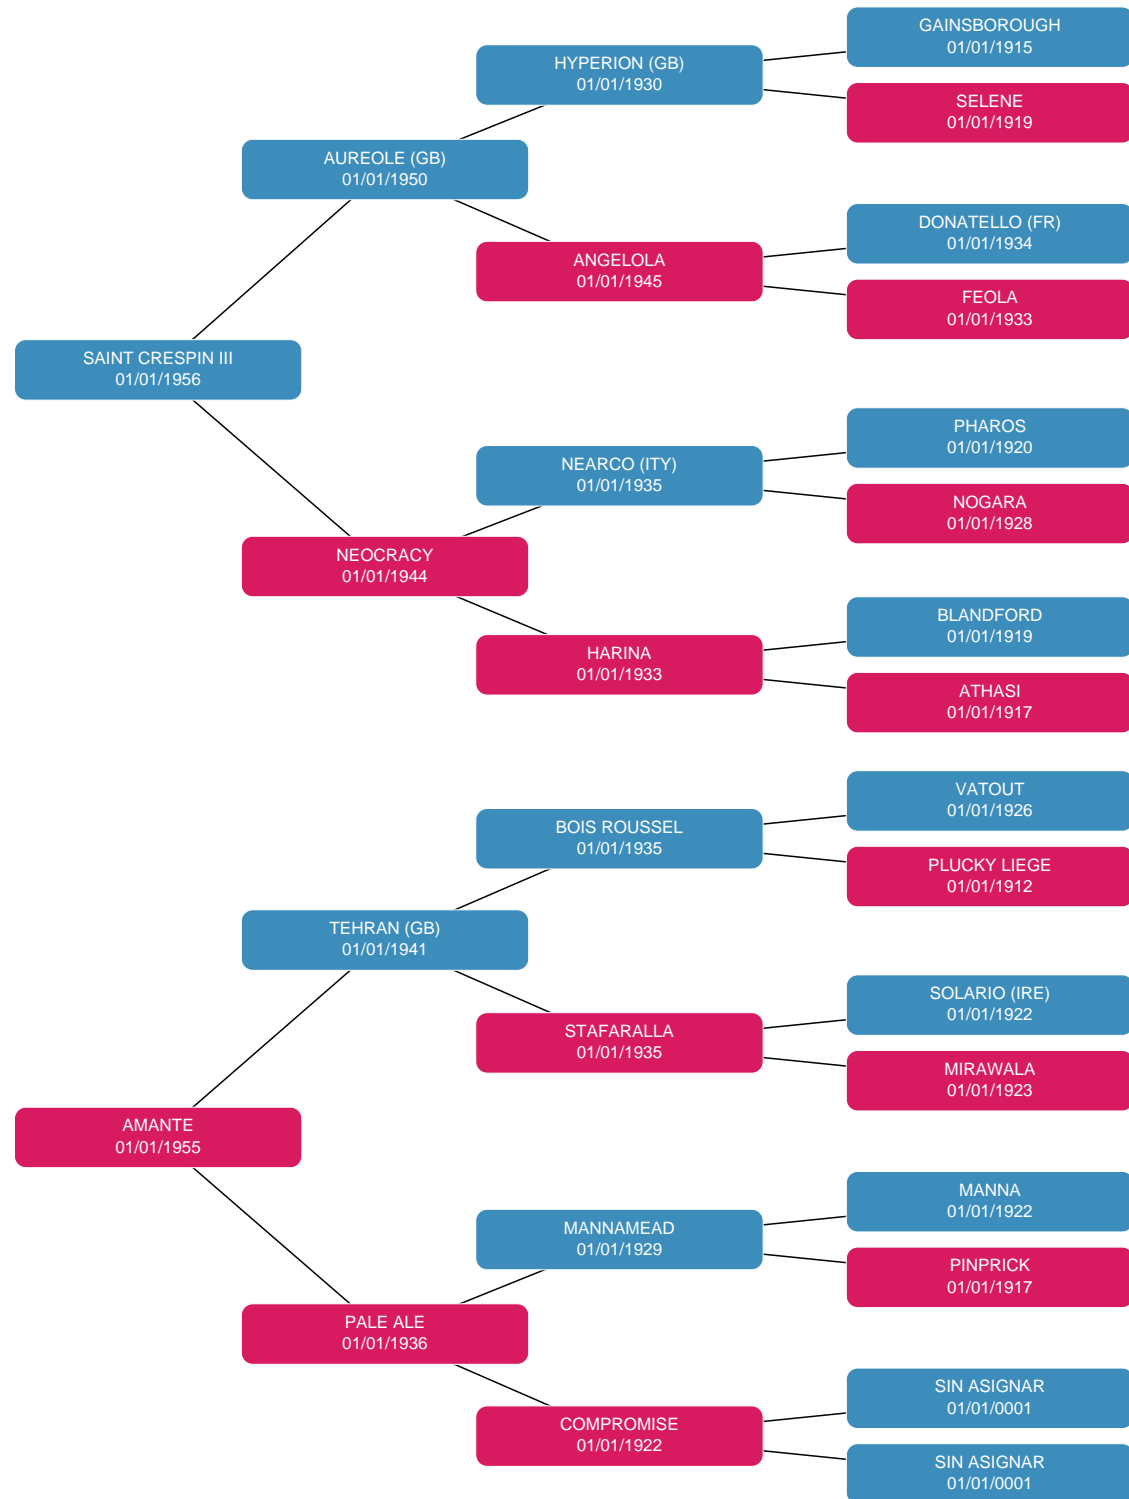 GAINSBOROUGH
01/01/1915
HYPERION (GB)
01/01/1930
SELENE
01/01/1919
AUREOLE (GB)
01/01/1950
DONATELLO (FR)
01/01/1934
ANGELOLA
01/01/1945
FEOLA
01/01/1933
SAINT CRESPIN III
01/01/1956
PHAROS
01/01/1920
NEARCO (ITY)
01/01/1935
NOGARA
01/01/1928
NEOCRACY
01/01/1944
BLANDFORD
01/01/1919
HARINA
01/01/1933
ATHASI
01/01/1917
VATOUT
01/01/1926
BOIS ROUSSEL
01/01/1935
PLUCKY LIEGE
01/01/1912
TEHRAN (GB)
01/01/1941
SOLARIO (IRE)
01/01/1922
STAFARALLA
01/01/1935
MIRAWALA
01/01/1923
AMANTE
01/01/1955
MANNA
01/01/1922
MANNAMEAD
01/01/1929
PINPRICK
01/01/1917
PALE ALE
01/01/1936
SIN ASIGNAR
01/01/0001
COMPROMISE
01/01/1922
SIN ASIGNAR
01/01/0001